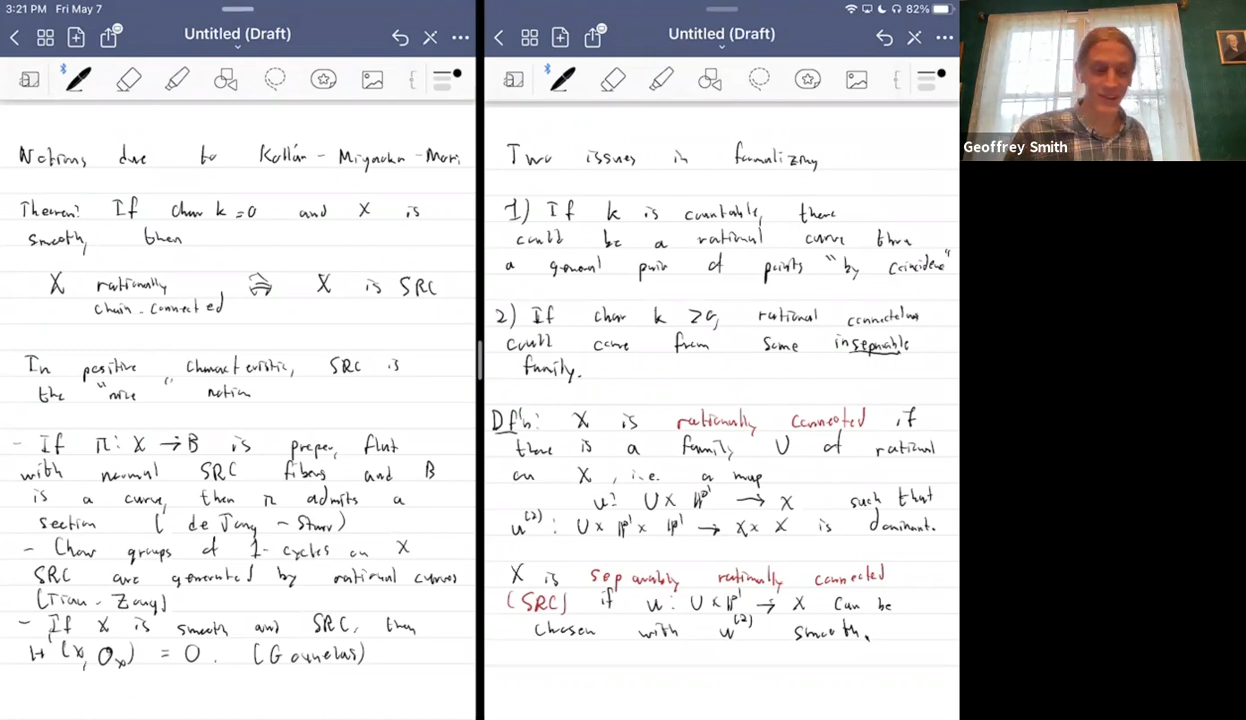 3:21 PM Fri May 7
Untitled (Draft)
Notions due to Kollár - Miyaoka - Mori
Theorem: If char k = 0 and X is
smooth, then
X rationally chain-connected ⇔ X is SRC
In positive characteristic, SRC is
the "nice" notion
- If π: X → B is proper, flat
with normal SRC fibers and B
is a curve, then π admits a
section (de Jong - Starr)
- Chow groups of 1-cycles on X
SRC are generated by rational curves
[Tian - Zong]
- If X is smooth and SRC, then
H¹(X, O_X) = 0. (Gounelas)
82%
Untitled (Draft)
Two issues in formalizing
1) If k is countable, there
could be a rational curve thru
a general pair of points "by coincidence"
2) If char k > 0, rational connectedness
could come from some inseparable
family.
Df'n: X is rationally connected if
there is a family U of rational
on X, i.e. a map
u: U × ℙ¹ → X such that
u⁽²⁾: U × ℙ¹ × ℙ¹ → X × X is dominant.
X is separably rationally connected
(SRC) if u: U × ℙ¹ → X can be
chosen with u⁽²⁾ smooth.
Geoffrey Smith